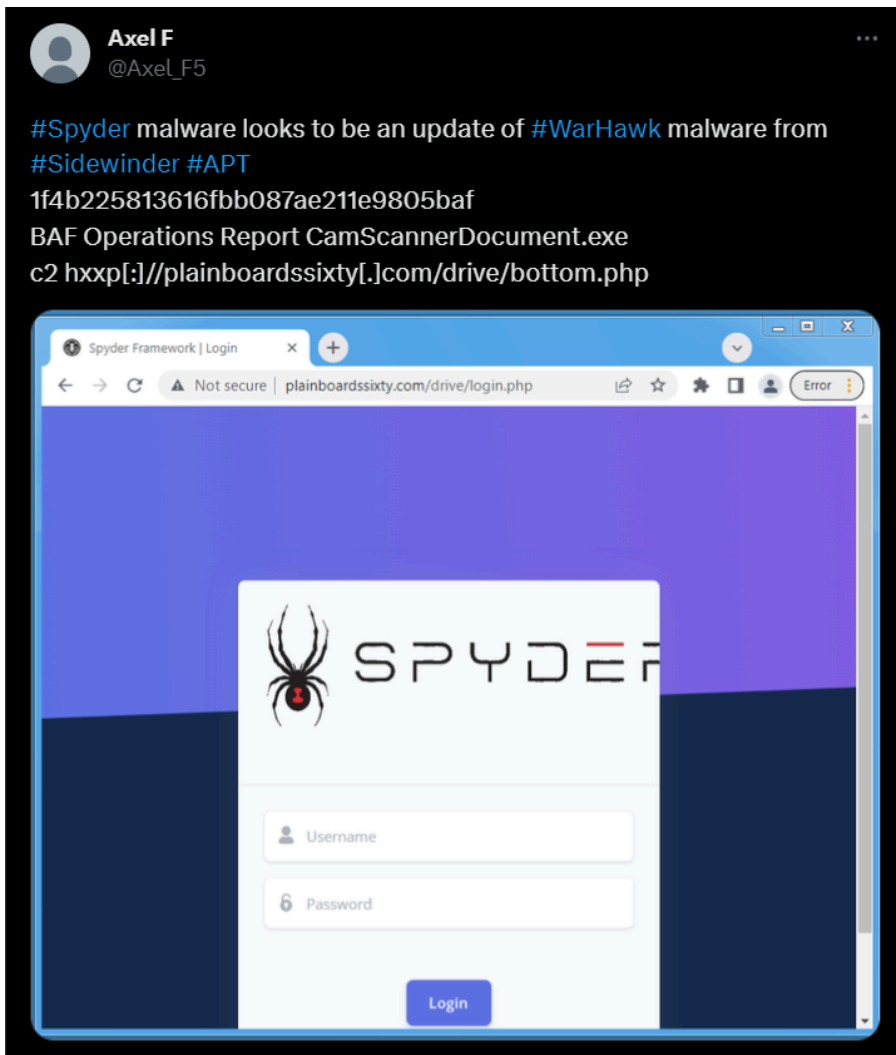 Axel F
@Axel_F5
#Spyder malware looks to be an update of #WarHawk malware from
#Sidewinder #APT
1f4b225813616fbb087ae211e9805baf
BAF Operations Report CamScannerDocument.exe
c2 hxxp[:]//plainboardssixty[.]com/drive/bottom.php
Spyder Framework | Login
Not secure | plainboardssixty.com/drive/login.php
Error
SPYDER
Username
Password
Login